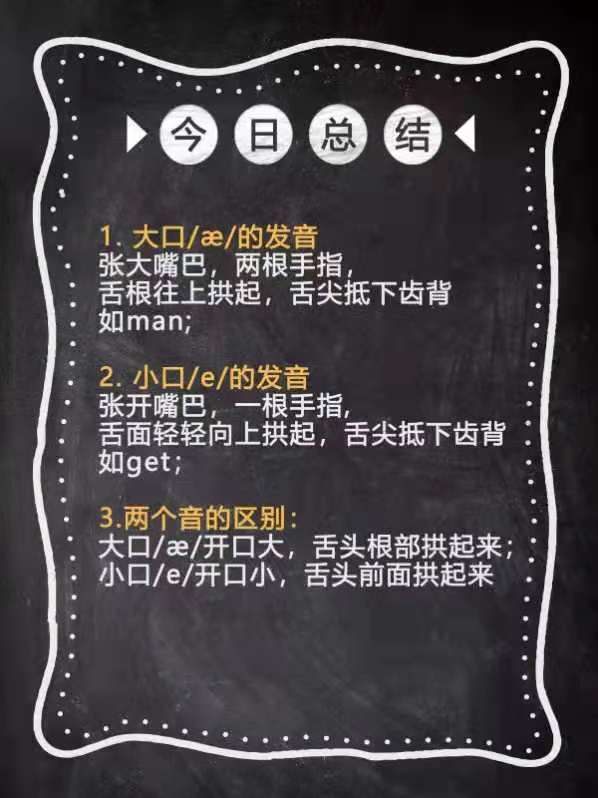 今日总结
1. 大口/æ/的发音
张大嘴巴，两根手指，
舌根往上拱起，舌尖抵下齿背
如man;
2. 小口/e/的发音
张开嘴巴，一根手指，
舌面轻轻向上拱起，舌尖抵下齿背
如get；
3.两个音的区别：
大口/æ/开口大，舌头根部拱起来；
小口/e/开口小，舌头前面拱起来